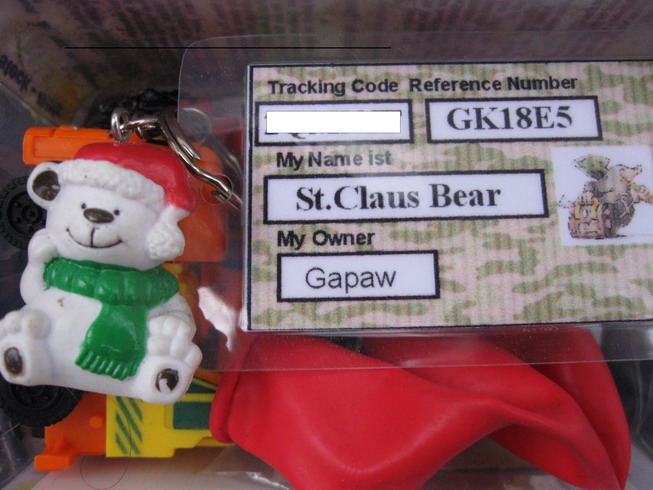 Tracking Code Reference Number
GK18E5
My Name ist
St.Claus Bear
My Owner
Gapaw